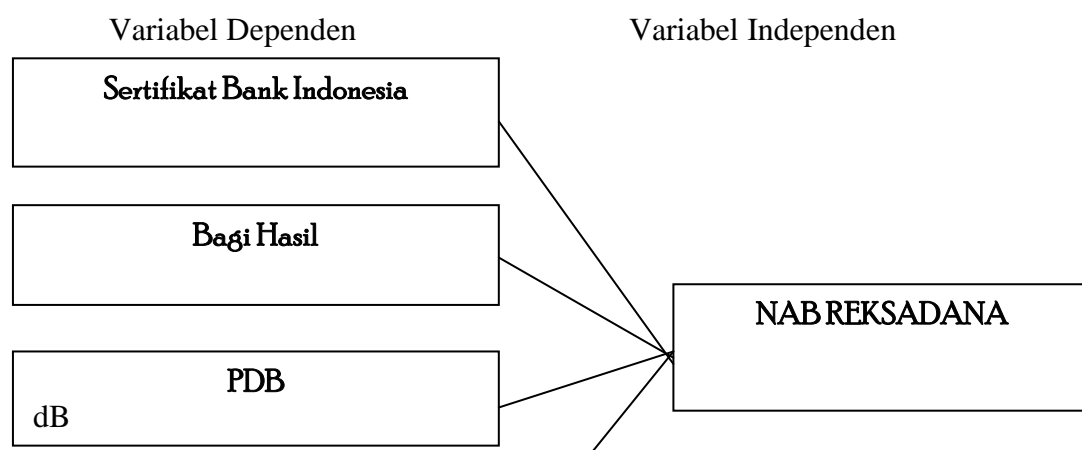 Variabel Dependen
Variabel Independen
Sertifikat Bank Indonesia
Bagi Hasil
NAB REKSADANA
PDB
dB